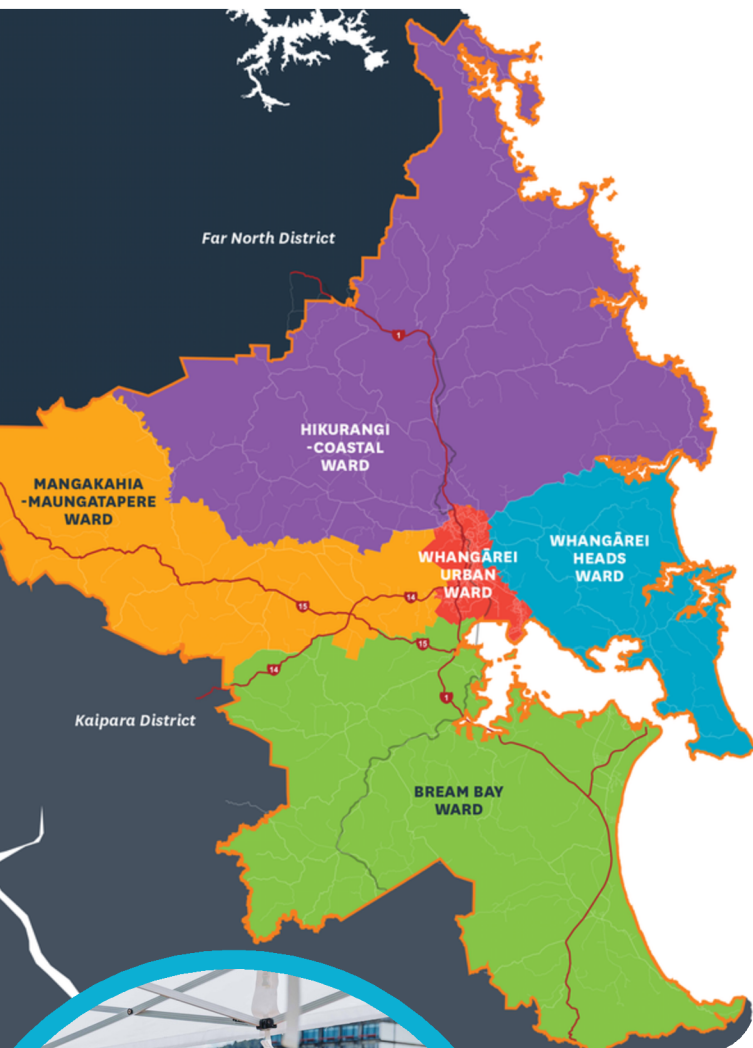 Far North District
1
HIKURANGI
-COASTAL
WARD
MANGAKAHIA
-MAUNGATAPERE
WARD
WHANGĀREI
URBAN
WARD
WHANGĀREI
HEADS
WARD
14
15
15
14
1
Kaipara District
BREAM BAY
WARD